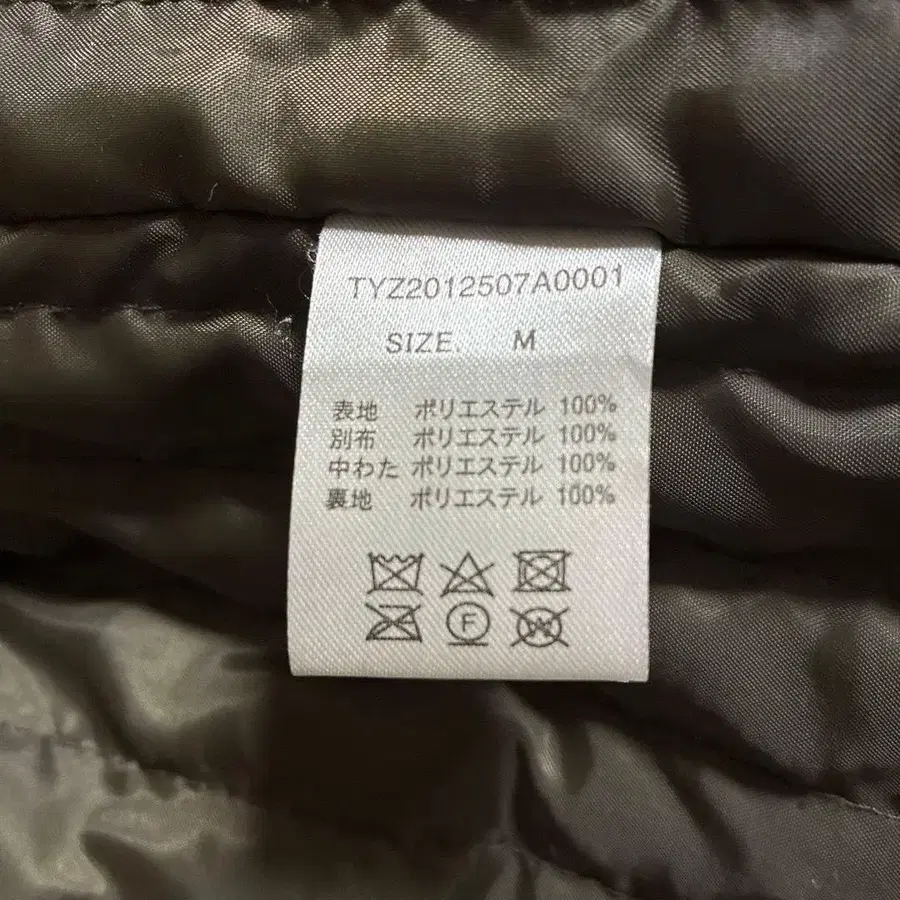 TYZ2012507A0001
SIZE. M
表地 ポリエステル 100%
別布 ポリエステル 100%
中わた ポリエステル 100%
裏地 ポリエステル 100%
F
W